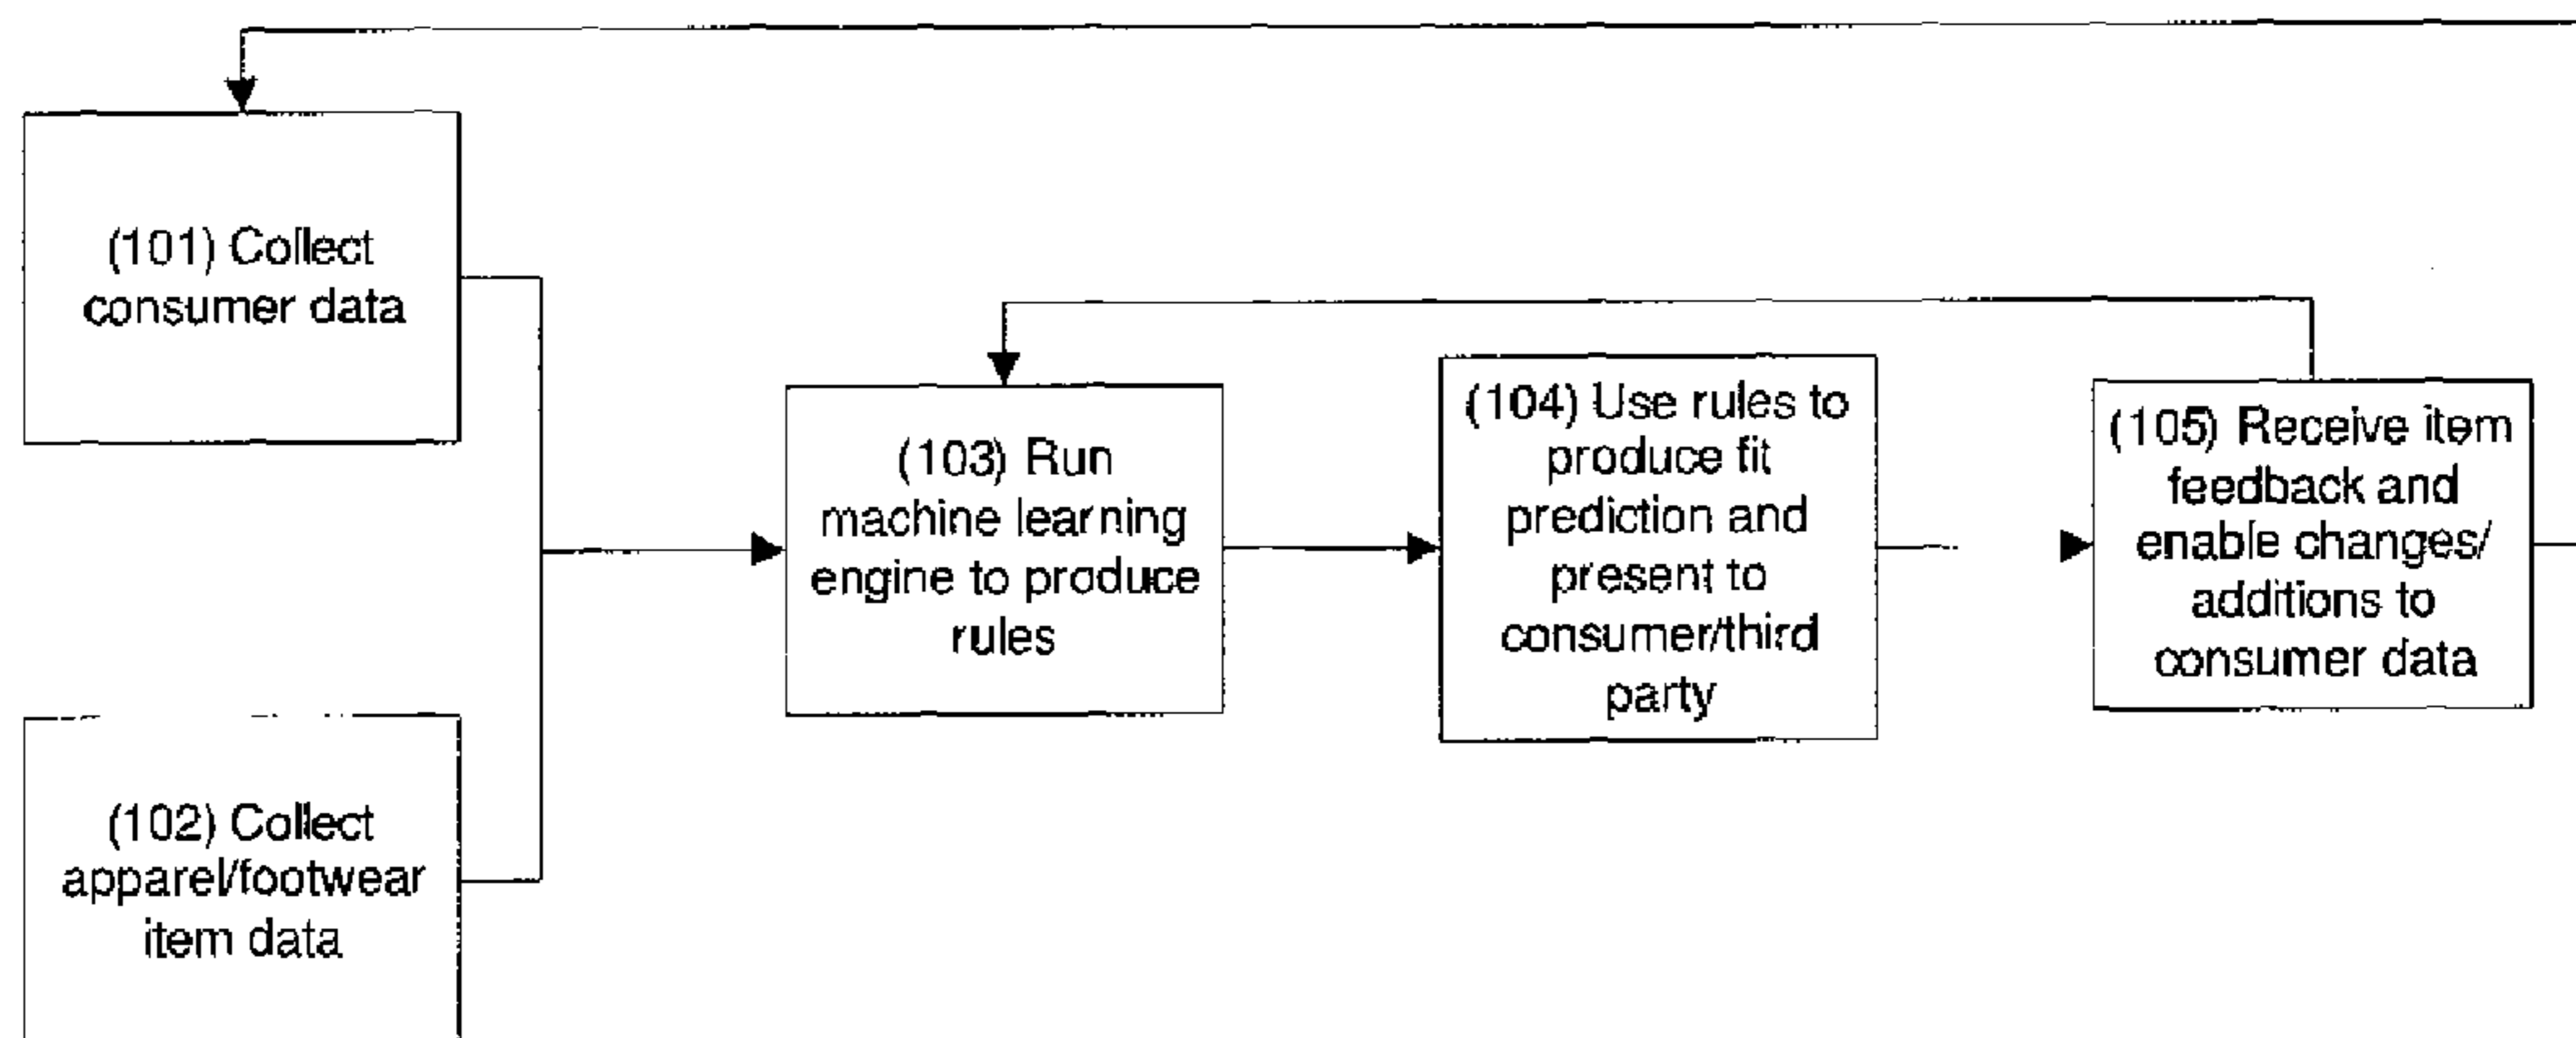 (101) Collect
consumer data
(102) Collect
apparel/footwear
item data
(103) Run
machine learning
engine to produce
rules
(104) Use rules to
produce fit
prediction and
present to
consumer/third
party
(105) Receive item
feedback and
enable changes/
additions to
consumer data